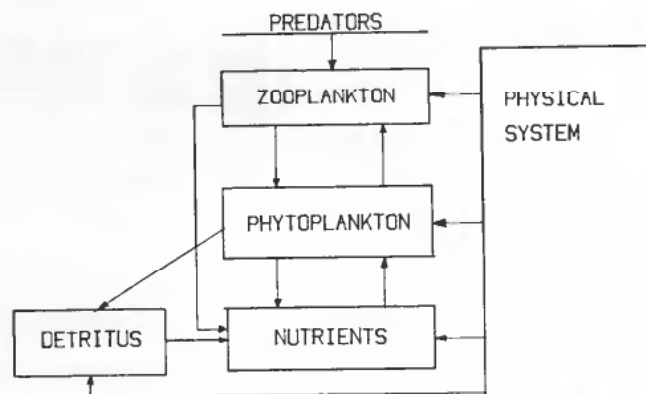 PREDATORS
ZOOPLANKTON
PHYSICAL
SYSTEM
PHYTOPLANKTON
DETRITUS
NUTRIENTS